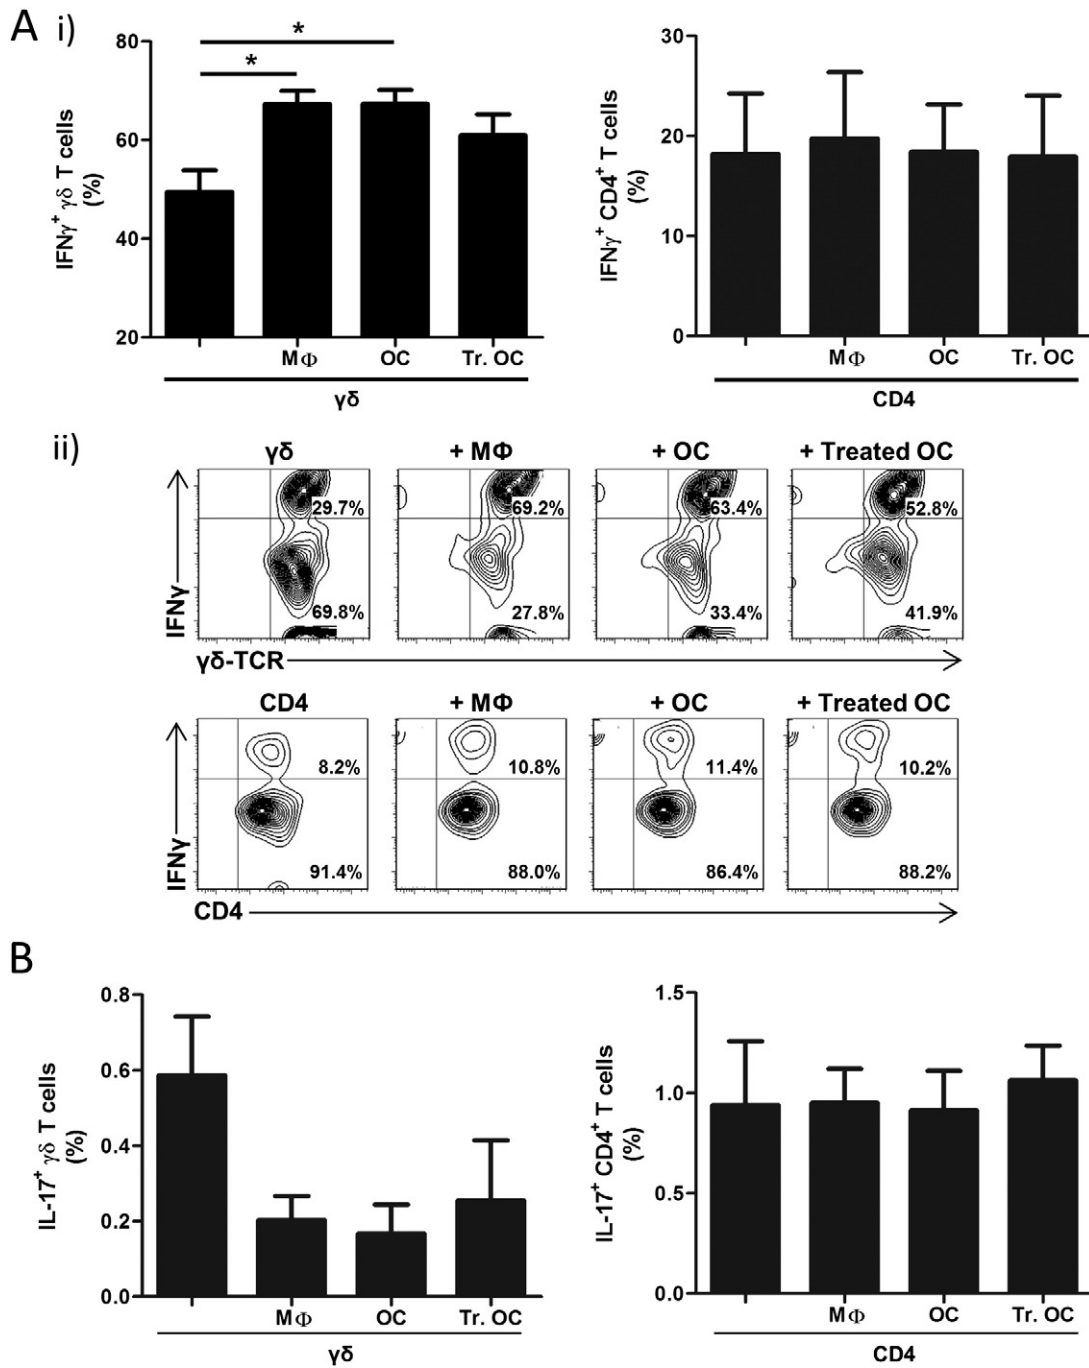 A i)
80
60
40
20
IFNγ⁺ γδ T cells
(%)
*
*
MΦ OC Tr. OC
γδ
30
20
10
0
IFNγ⁺ CD4⁺ T cells
(%)
MΦ OC Tr. OC
CD4
ii)
γδ + MΦ + OC + Treated OC
29.7% 69.2% 63.4% 52.8%
69.8% 27.8% 33.4% 41.9%
IFNγ
γδ-TCR
CD4 + MΦ + OC + Treated OC
8.2% 10.8% 11.4% 10.2%
91.4% 88.0% 86.4% 88.2%
IFNγ
CD4
B
0.8
0.6
0.4
0.2
0.0
IL-17⁺ γδ T cells
(%)
MΦ OC Tr. OC
γδ
1.5
1.0
0.5
0.0
IL-17⁺ CD4⁺ T cells
(%)
MΦ OC Tr. OC
CD4